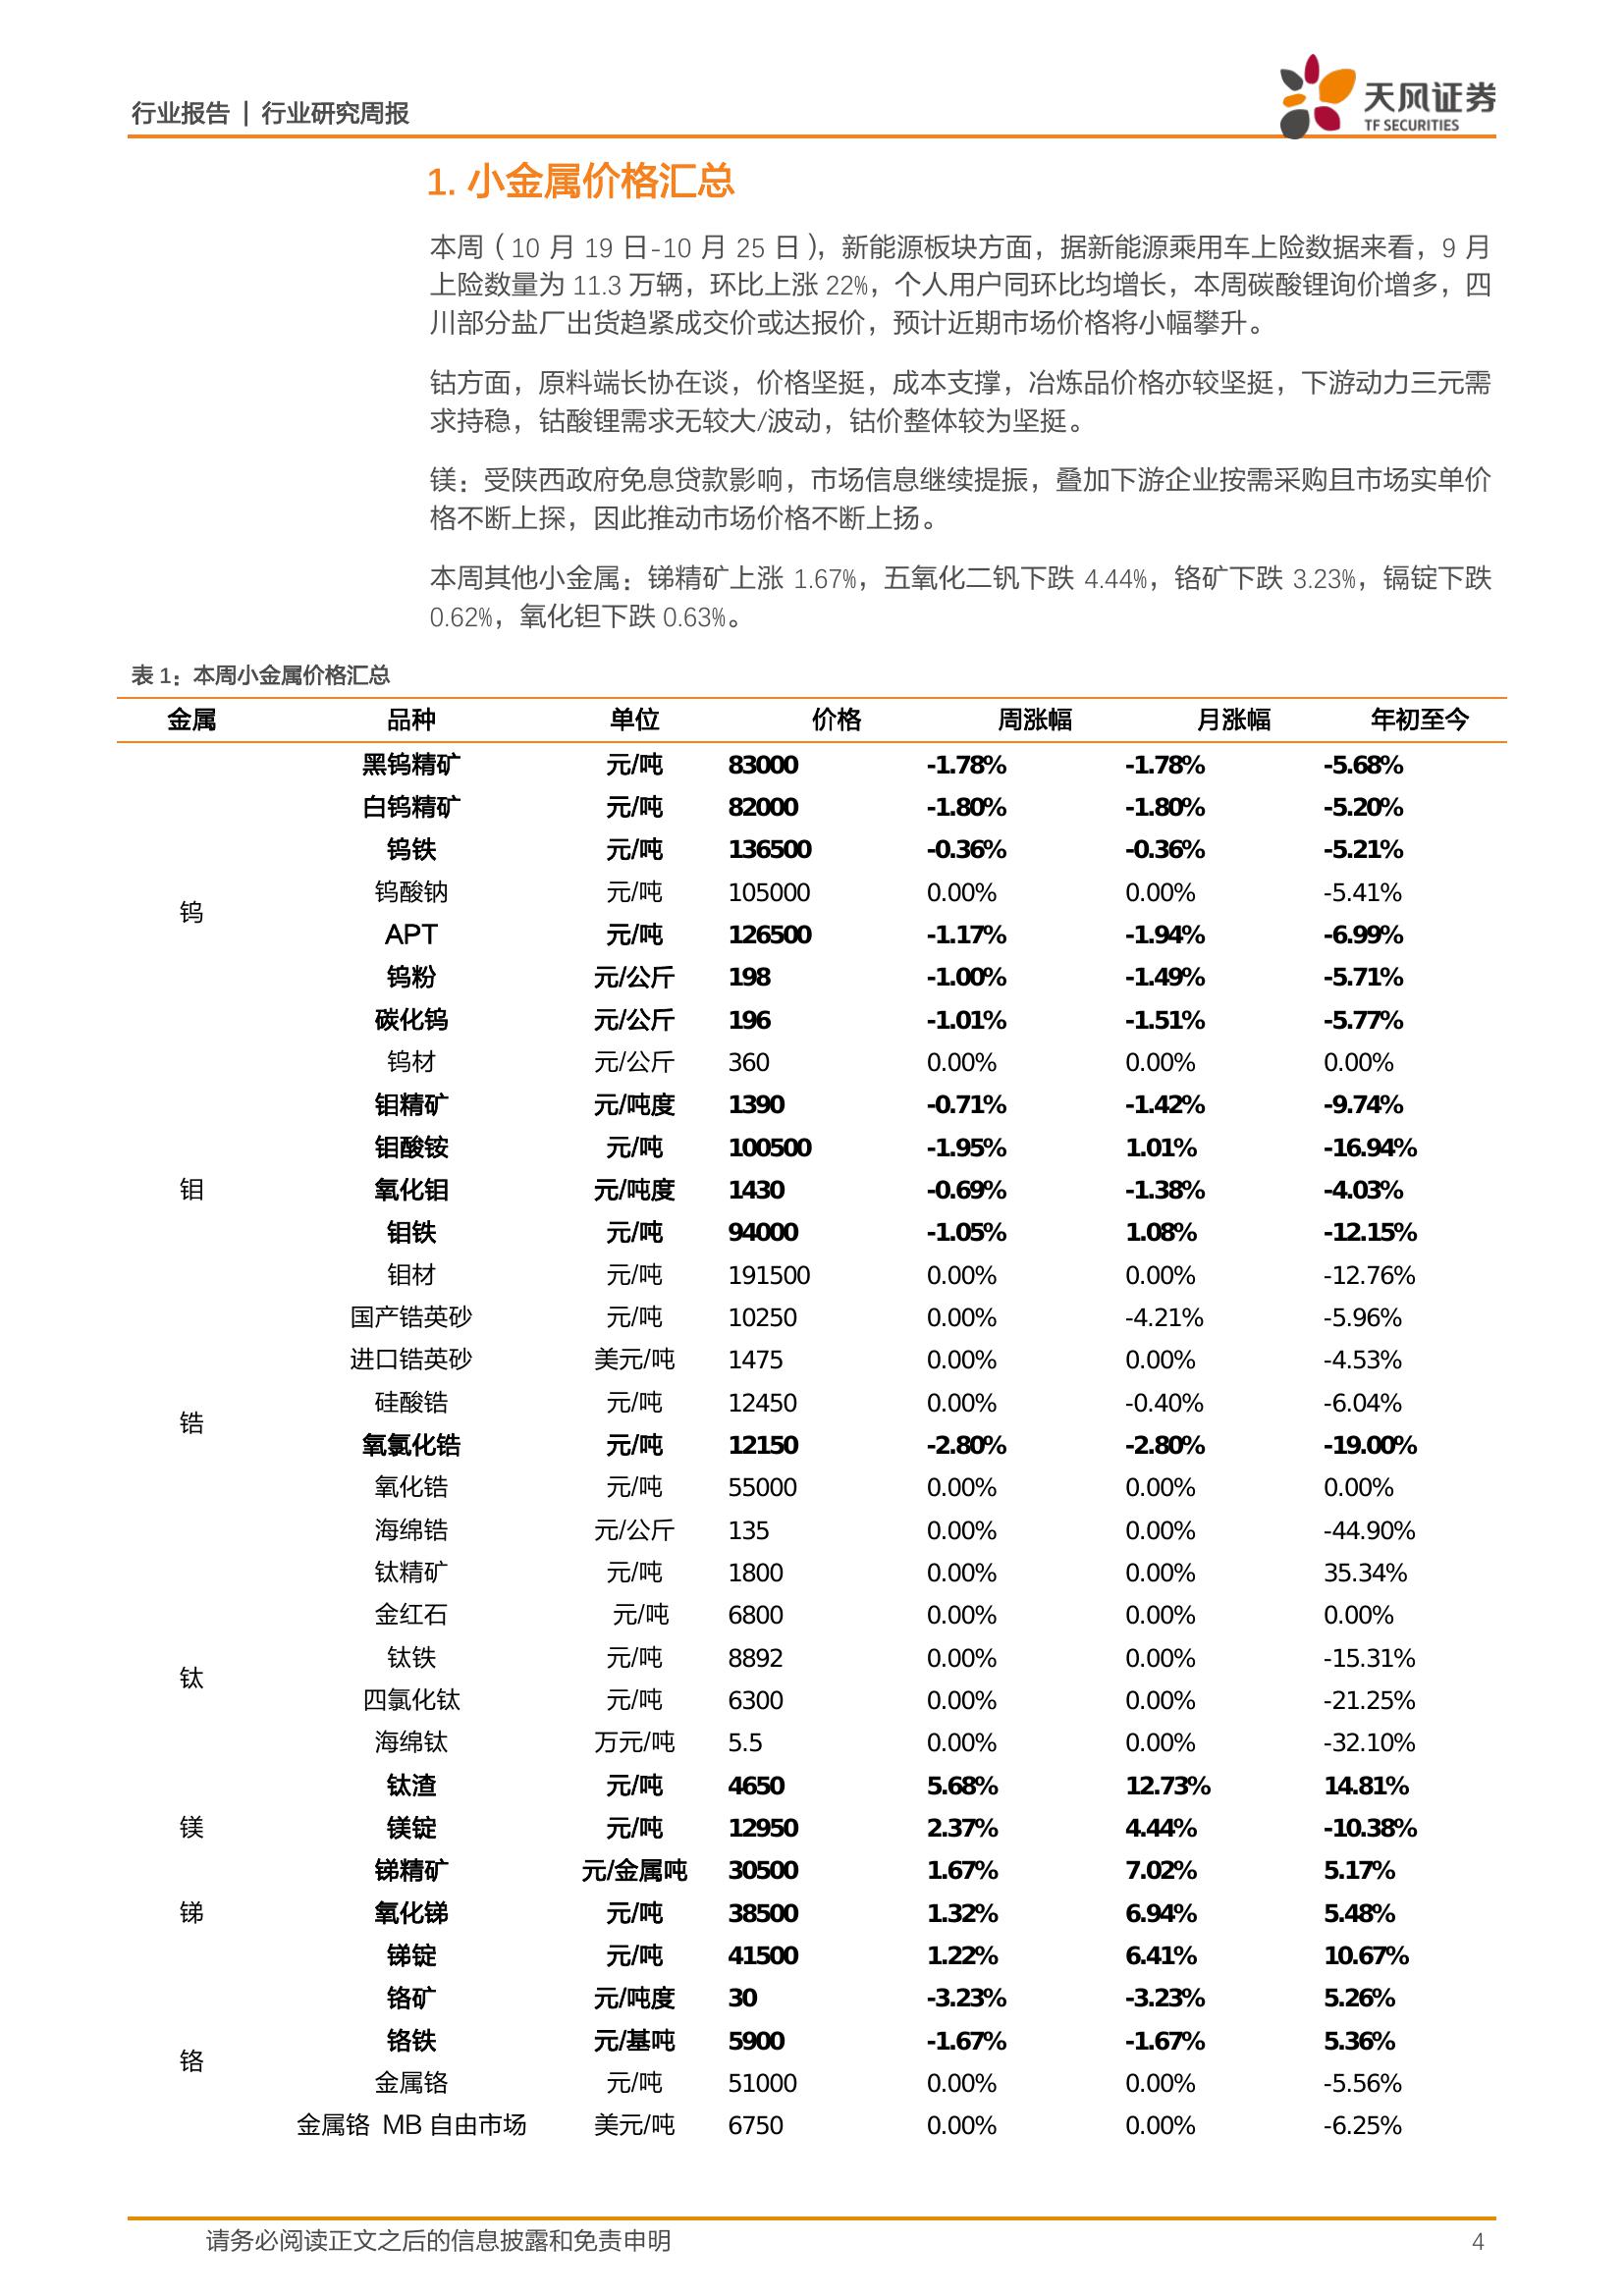 行业报告 | 行业研究周报
天风证券
TF SECURITIES
1. 小金属价格汇总
本周（10 月 19 日-10 月 25 日），新能源板块方面，据新能源乘用车上险数据来看，9 月
上险数量为 11.3 万辆，环比上涨 22%，个人用户同环比均增长，本周碳酸锂询价增多，四
川部分盐厂出货趋紧成交价或达报价，预计近期市场价格将小幅攀升。
钴方面，原料端长协在谈，价格坚挺，成本支撑，冶炼品价格亦较坚挺，下游动力三元需
求持稳，钴酸锂需求无较大/波动，钴价整体较为坚挺。
镁：受陕西政府免息贷款影响，市场信息继续提振，叠加下游企业按需采购且市场实单价
格不断上探，因此推动市场价格不断上扬。
本周其他小金属：锑精矿上涨 1.67%，五氧化二钒下跌 4.44%，铬矿下跌 3.23%，镉锭下跌
0.62%，氧化钽下跌 0.63%。
表 1：本周小金属价格汇总
金属 品种 单位 价格 周涨幅 月涨幅 年初至今
黑钨精矿 元/吨 83000 -1.78% -1.78% -5.68%
白钨精矿 元/吨 82000 -1.80% -1.80% -5.20%
钨铁 元/吨 136500 -0.36% -0.36% -5.21%
钨酸钠 元/吨 105000 0.00% 0.00% -5.41%
钨
APT 元/吨 126500 -1.17% -1.94% -6.99%
钨粉 元/公斤 198 -1.00% -1.49% -5.71%
碳化钨 元/公斤 196 -1.01% -1.51% -5.77%
钨材 元/公斤 360 0.00% 0.00% 0.00%
钼精矿 元/吨度 1390 -0.71% -1.42% -9.74%
钼酸铵 元/吨 100500 -1.95% 1.01% -16.94%
钼 氧化钼 元/吨度 1430 -0.69% -1.38% -4.03%
钼铁 元/吨 94000 -1.05% 1.08% -12.15%
钼材 元/吨 191500 0.00% 0.00% -12.76%
国产锆英砂 元/吨 10250 0.00% -4.21% -5.96%
进口锆英砂 美元/吨 1475 0.00% 0.00% -4.53%
硅酸锆 元/吨 12450 0.00% -0.40% -6.04%
锆
氧氯化锆 元/吨 12150 -2.80% -2.80% -19.00%
氧化锆 元/吨 55000 0.00% 0.00% 0.00%
海绵锆 元/公斤 135 0.00% 0.00% -44.90%
钛精矿 元/吨 1800 0.00% 0.00% 35.34%
金红石 元/吨 6800 0.00% 0.00% 0.00%
钛铁 元/吨 8892 0.00% 0.00% -15.31%
钛
四氯化钛 元/吨 6300 0.00% 0.00% -21.25%
海绵钛 万元/吨 5.5 0.00% 0.00% -32.10%
钛渣 元/吨 4650 5.68% 12.73% 14.81%
镁 镁锭 元/吨 12950 2.37% 4.44% -10.38%
锑精矿 元/金属吨 30500 1.67% 7.02% 5.17%
锑 氧化锑 元/吨 38500 1.32% 6.94% 5.48%
锑锭 元/吨 41500 1.22% 6.41% 10.67%
铬矿 元/吨度 30 -3.23% -3.23% 5.26%
铬铁 元/基吨 5900 -1.67% -1.67% 5.36%
铬
金属铬 元/吨 51000 0.00% 0.00% -5.56%
金属铬 MB 自由市场 美元/吨 6750 0.00% 0.00% -6.25%
请务必阅读正文之后的信息披露和免责申明 4